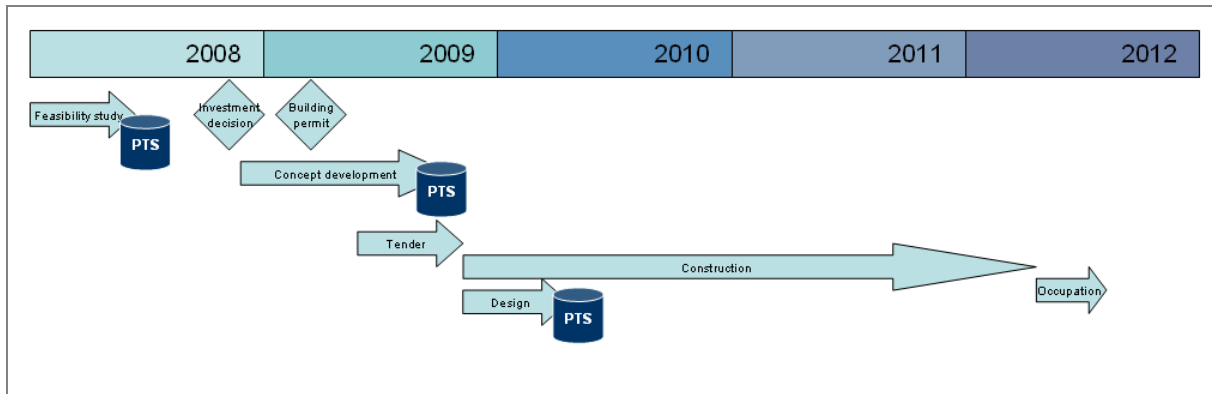 2008
2009
2010
2011
2012
Feasibility study
PTS
Investment
decision
Building
permit
Concept development
PTS
Tender
Construction
Design
PTS
Occupation